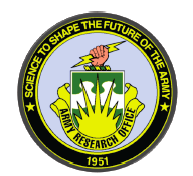 SCIENCE TO SHAPE THE FUTURE OF THE ARMY
ARMY RESEARCH OFFICE
1951